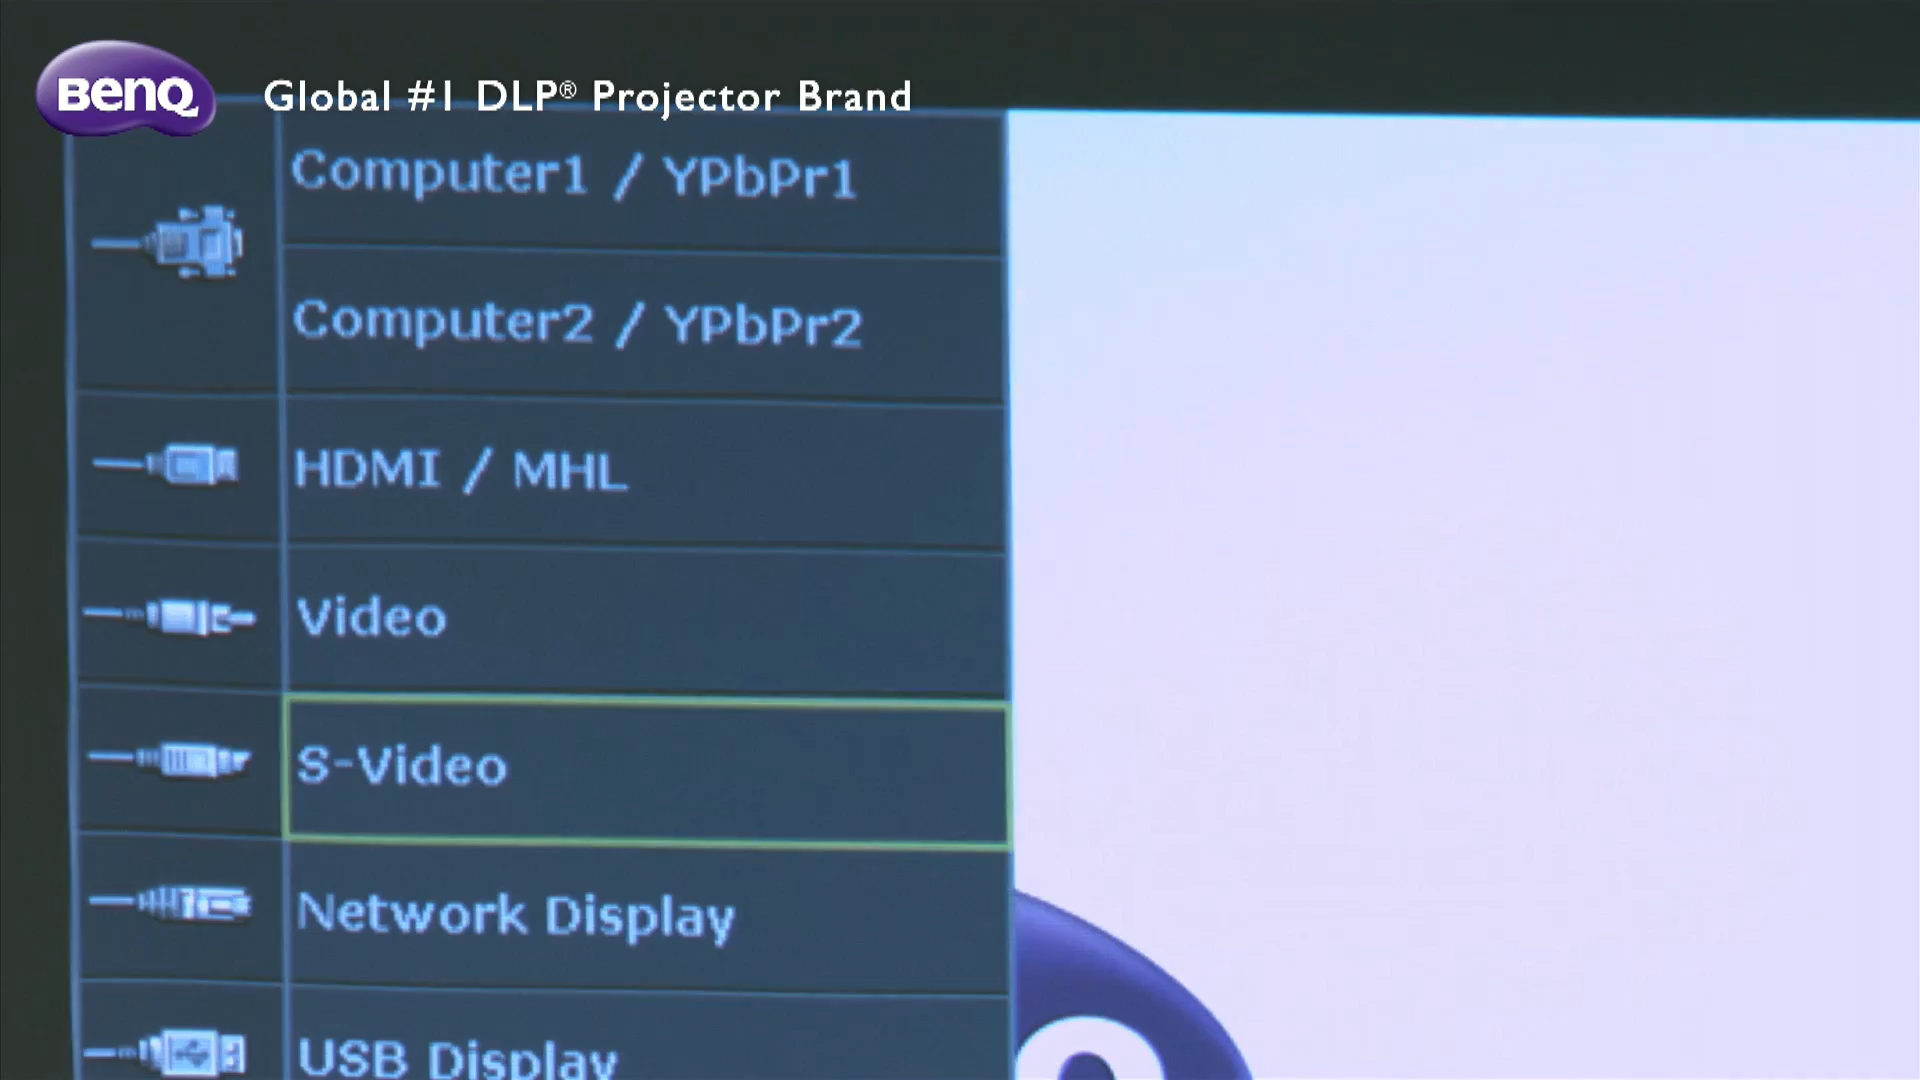 BenQ Global #1 DLP® Projector Brand
Computer1 / YPbPr1
Computer2 / YPbPr2
HDMI / MHL
Video
S-Video
Network Display
USB Display